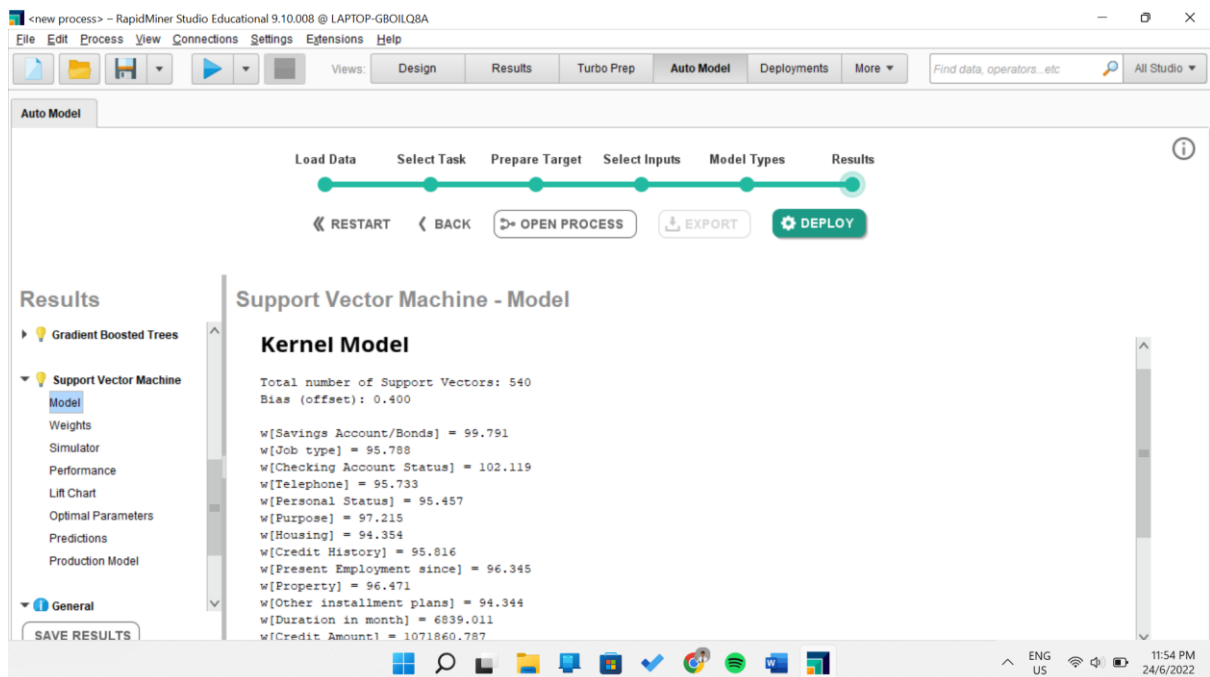 <new process> – RapidMiner Studio Educational 9.10.008 @ LAPTOP-GBOILQ8A
File Edit Process View Connections Settings Extensions Help
Views: Design Results Turbo Prep Auto Model Deployments More Find data, operators...etc All Studio
Auto Model
Load Data Select Task Prepare Target Select Inputs Model Types Results
RESTART BACK OPEN PROCESS EXPORT DEPLOY
Results
Gradient Boosted Trees
Support Vector Machine
Model
Weights
Simulator
Performance
Lift Chart
Optimal Parameters
Predictions
Production Model
General
SAVE RESULTS
Support Vector Machine - Model
Kernel Model
Total number of Support Vectors: 540
Bias (offset): 0.400
w[Savings Account/Bonds] = 99.791
w[Job type] = 95.788
w[Checking Account Status] = 102.119
w[Telephone] = 95.733
w[Personal Status] = 95.457
w[Purpose] = 97.215
w[Housing] = 94.354
w[Credit History] = 95.816
w[Present Employment since] = 96.345
w[Property] = 96.471
w[Other installment plans] = 94.344
w[Duration in month] = 6839.011
w[Credit Amount] = 1071860.787
ENG
US
11:54 PM
24/6/2022